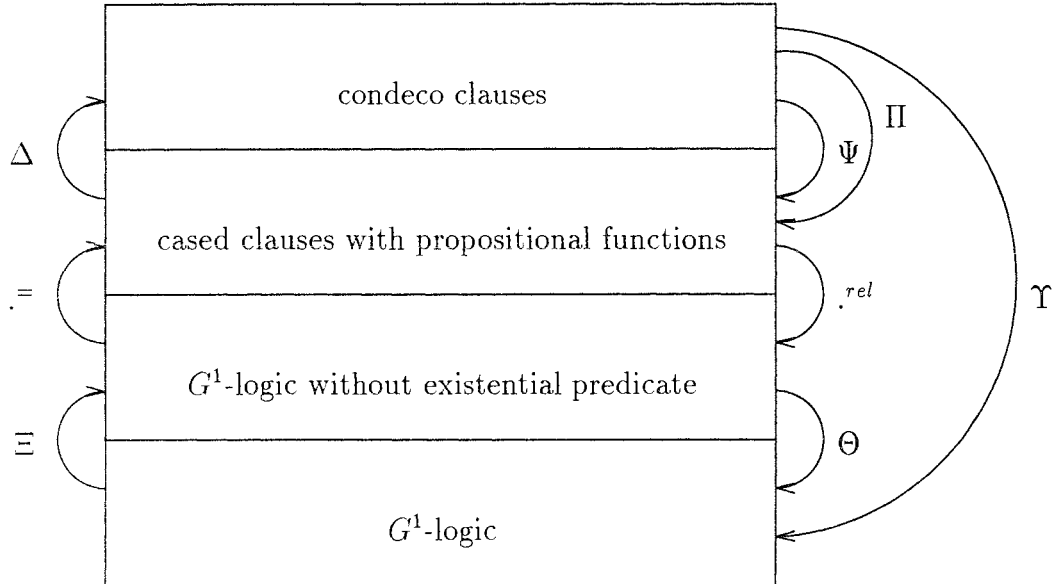 condeco clauses
Π
Δ
Ψ
cased clauses with propositional functions
.=
.rel
Υ
G¹-logic without existential predicate
Ξ
Θ
G¹-logic